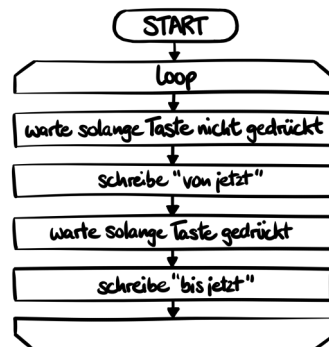 START
loop
warte solange Taste nicht gedrückt
schreibe "von jetzt"
warte solange Taste gedrückt
schreibe "bis jetzt"